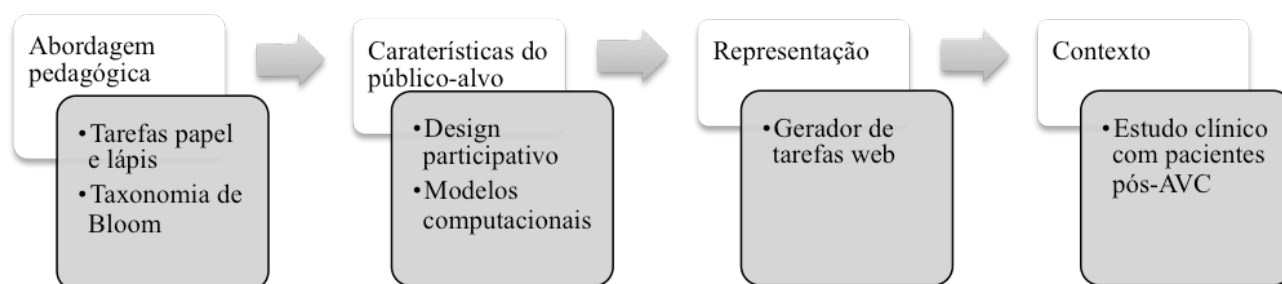 Abordagem
pedagógica
• Tarefas papel
e lápis
• Taxonomia de
Bloom
Caraterísticas do
público-alvo
• Design
participativo
• Modelos
computacionais
Representação
• Gerador de
tarefas web
Contexto
• Estudo clínico
com pacientes
pós-AVC